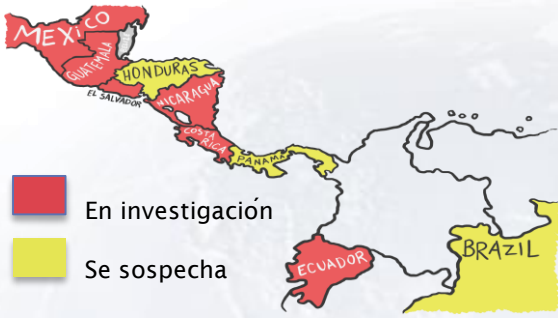 MEXICO
GUATEMALA
HONDURAS
EL SALVADOR
NICARAGUA
COSTA
RICA
PANAMA
En investigación
Se sospecha
ECUADOR
BRAZIL